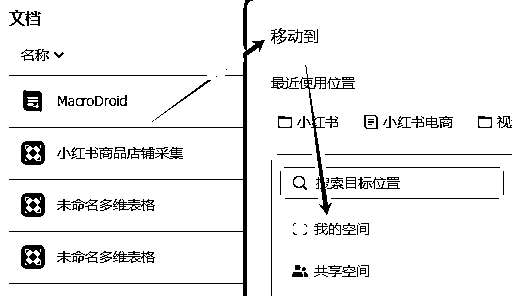 文档
名称
MacroDroid
小红书商品店铺采集
未命名多维表格
未命名多维表格
移动到
最近使用位置
小红书 小红书电商 视
搜索目标位置
我的空间
共享空间